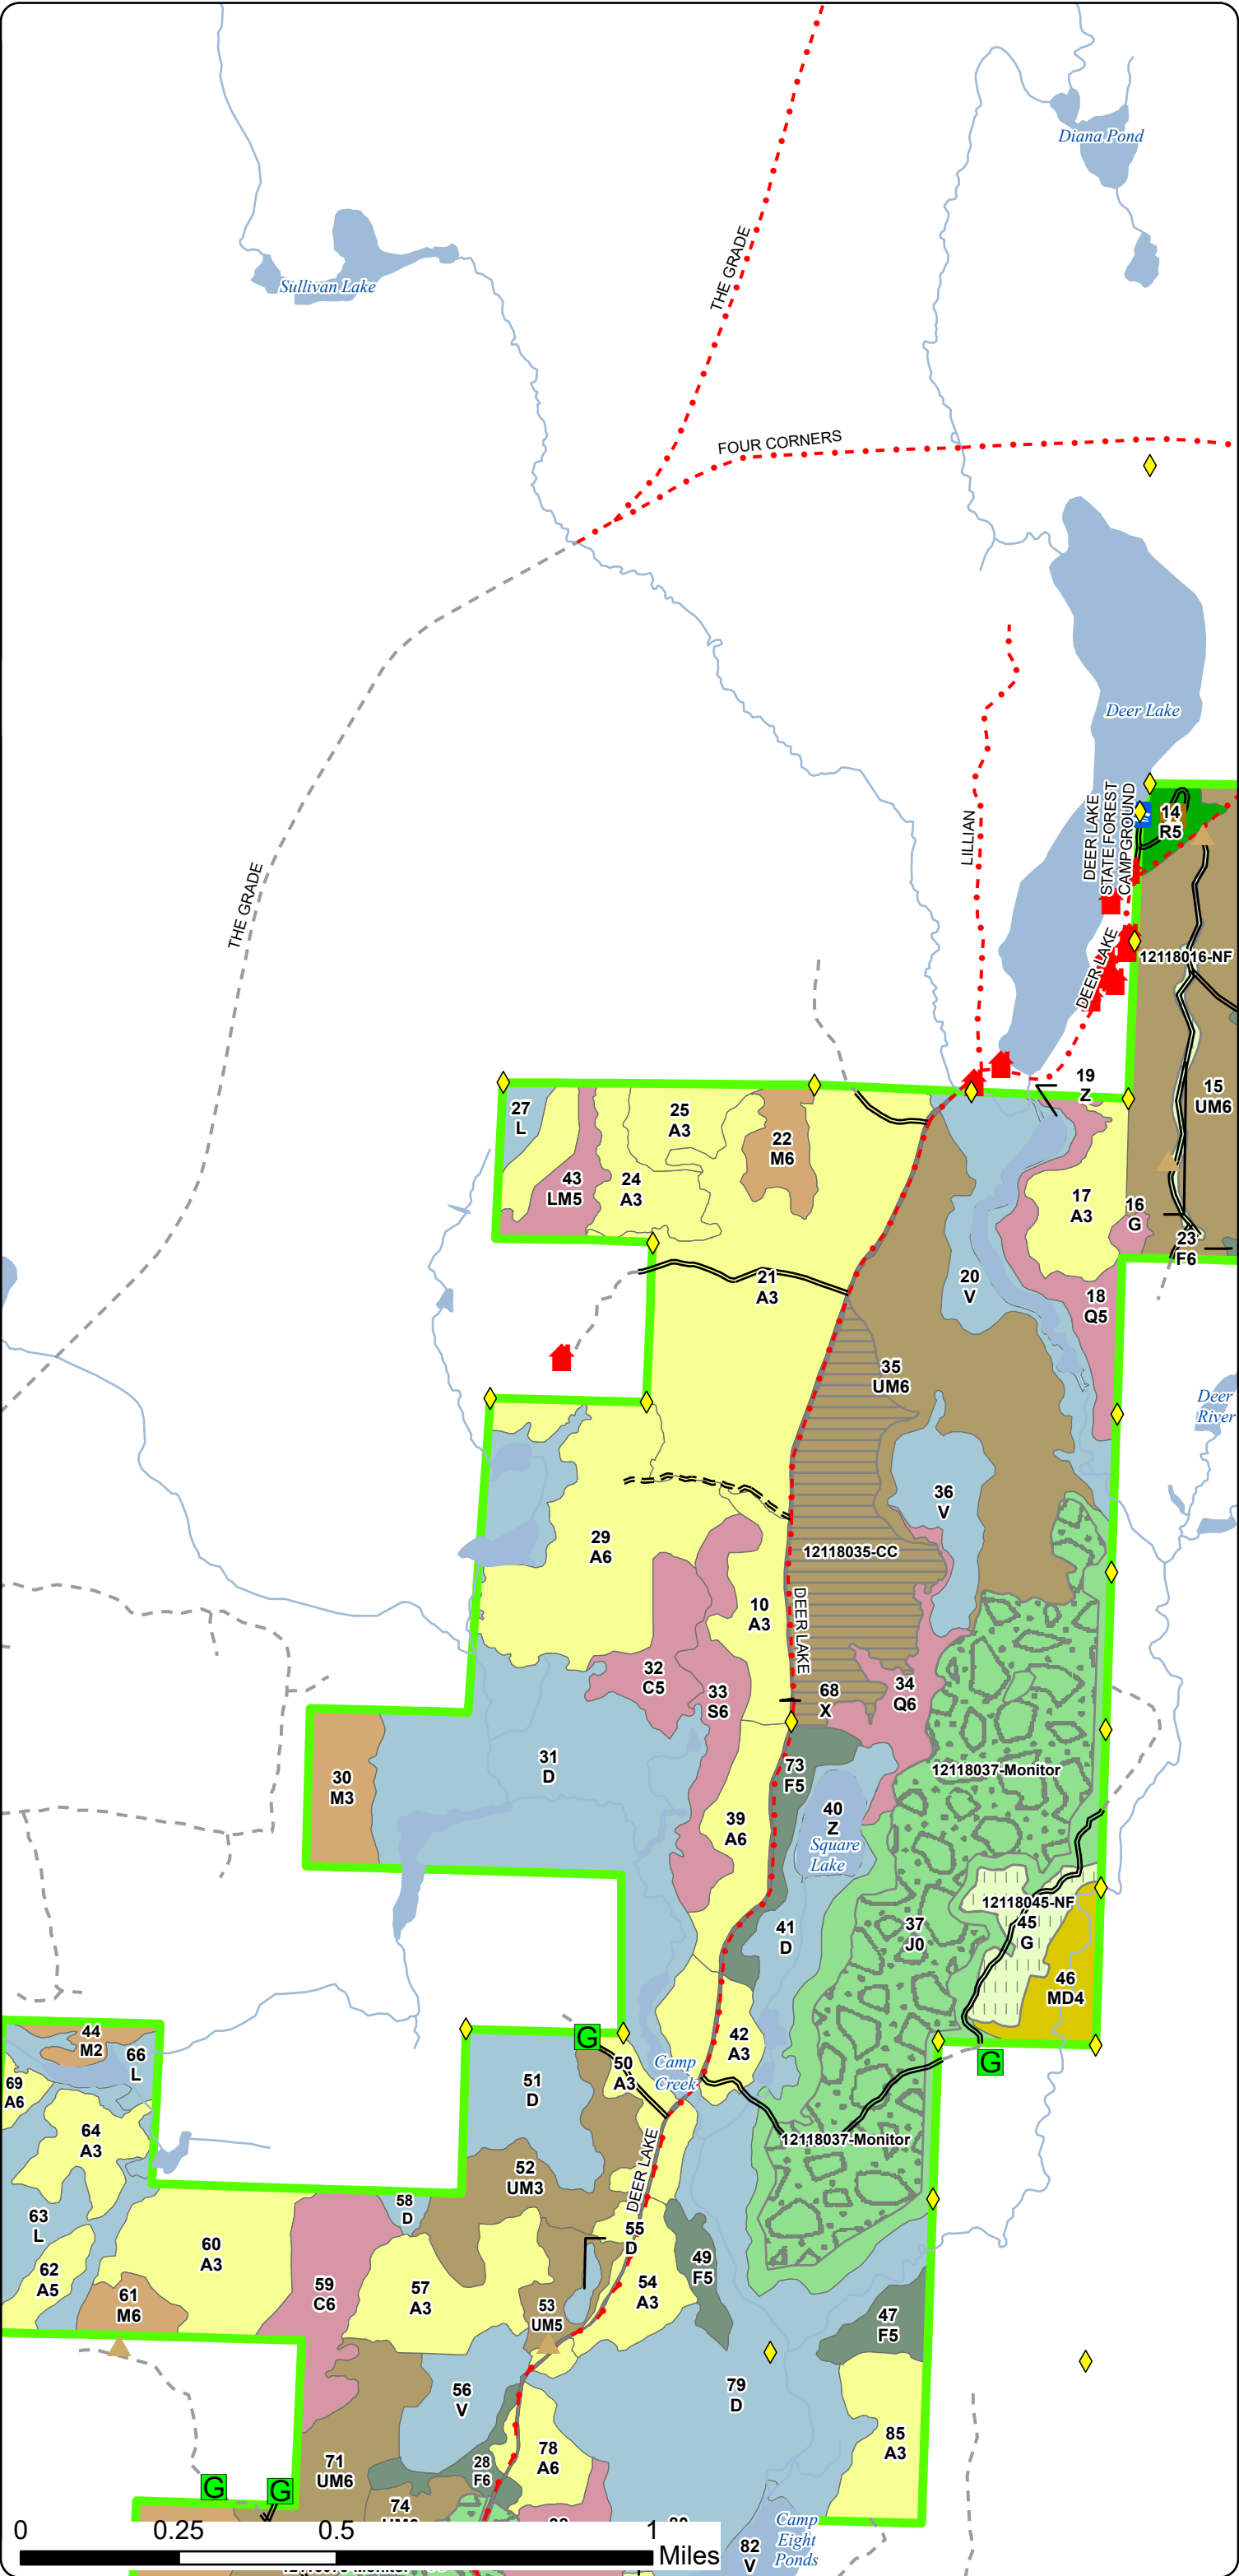 Diana Pond
Sullivan Lake
THE GRADE
FOUR CORNERS
Deer Lake
LILLIAN
DEER LAKE
STATE FOREST
CAMPGROUND
14
R5
THE GRADE
DEER LAKE
12118016-NF
19
Z
15
UM6
27
L
25
A3
22
M6
43
LM5
24
A3
17
A3
16
G
23
F6
21
A3
20
V
18
Q5
35
UM6
Deer
River
36
V
29
A6
12118035-CC
10
A3
DEER LAKE
32
C5
33
S6
34
Q6
68
X
31
D
30
M3
73
F5
12118037-Monitor
40
Z
Square
Lake
39
A6
12118045-NF
45
G
41
D
37
J0
46
MD4
44
M2
66
L
G
42
A3
50
A3
Camp
Creek
G
69
A6
51
D
64
A3
12118037-Monitor
DEER LAKE
52
UM3
58
D
63
L
60
A3
55
D
49
F5
62
A5
61
M6
59
C6
57
A3
53
UM5
54
A3
47
F5
56
V
79
D
85
A3
78
A6
71
UM6
28
F6
G
G
74
Camp
Eight
Ponds
82
V
0 0.25 0.5 1
Miles